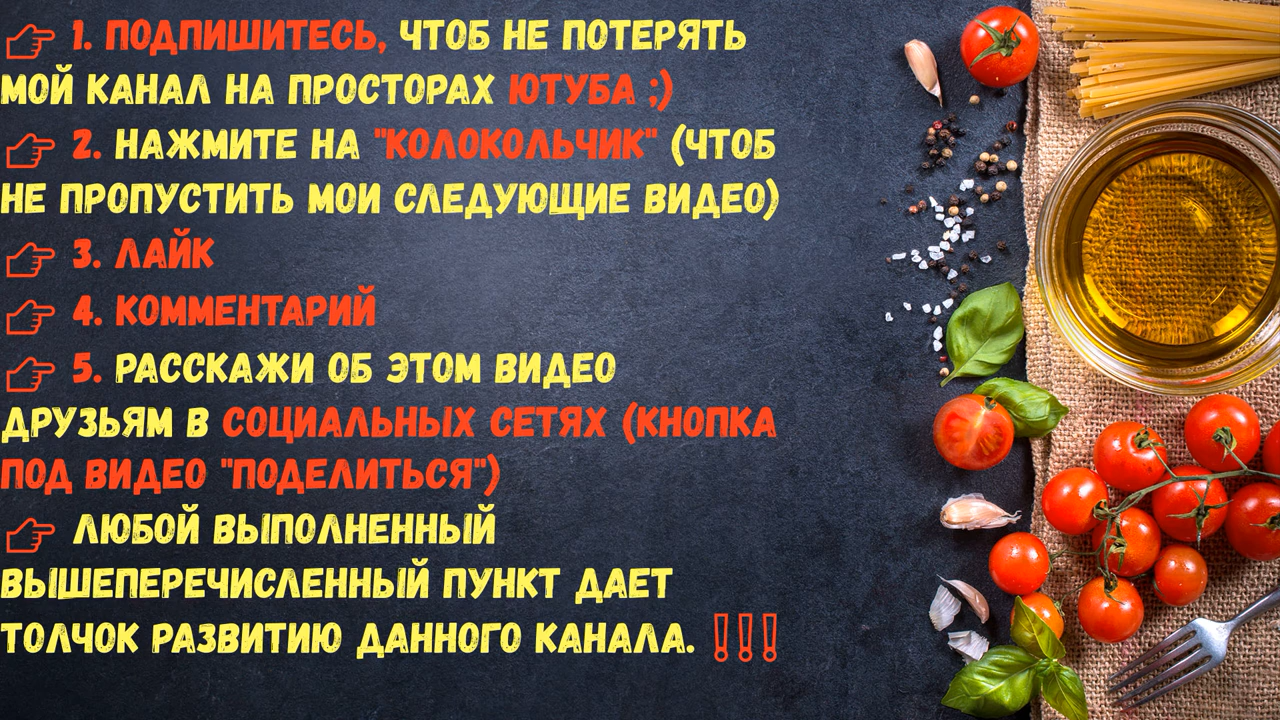 👉 1. ПОДПИШИТЕСЬ, ЧТОБ НЕ ПОТЕРЯТЬ
МОЙ КАНАЛ НА ПРОСТОРАХ ЮТУБА ;)
👉 2. НАЖМИТЕ НА "КОЛОКОЛЬЧИК" (ЧТОБ
НЕ ПРОПУСТИТЬ МОИ СЛЕДУЮЩИЕ ВИДЕО)
👉 3. ЛАЙК
👉 4. КОММЕНТАРИЙ
👉 5. РАССКАЖИ ОБ ЭТОМ ВИДЕО
ДРУЗЬЯМ В СОЦИАЛЬНЫХ СЕТЯХ (КНОПКА
ПОД ВИДЕО "ПОДЕЛИТЬСЯ")
👉 ЛЮБОЙ ВЫПОЛНЕННЫЙ
ВЫШЕПЕРЕЧИСЛЕННЫЙ ПУНКТ ДАЕТ
ТОЛЧОК РАЗВИТИЮ ДАННОГО КАНАЛА. !!!